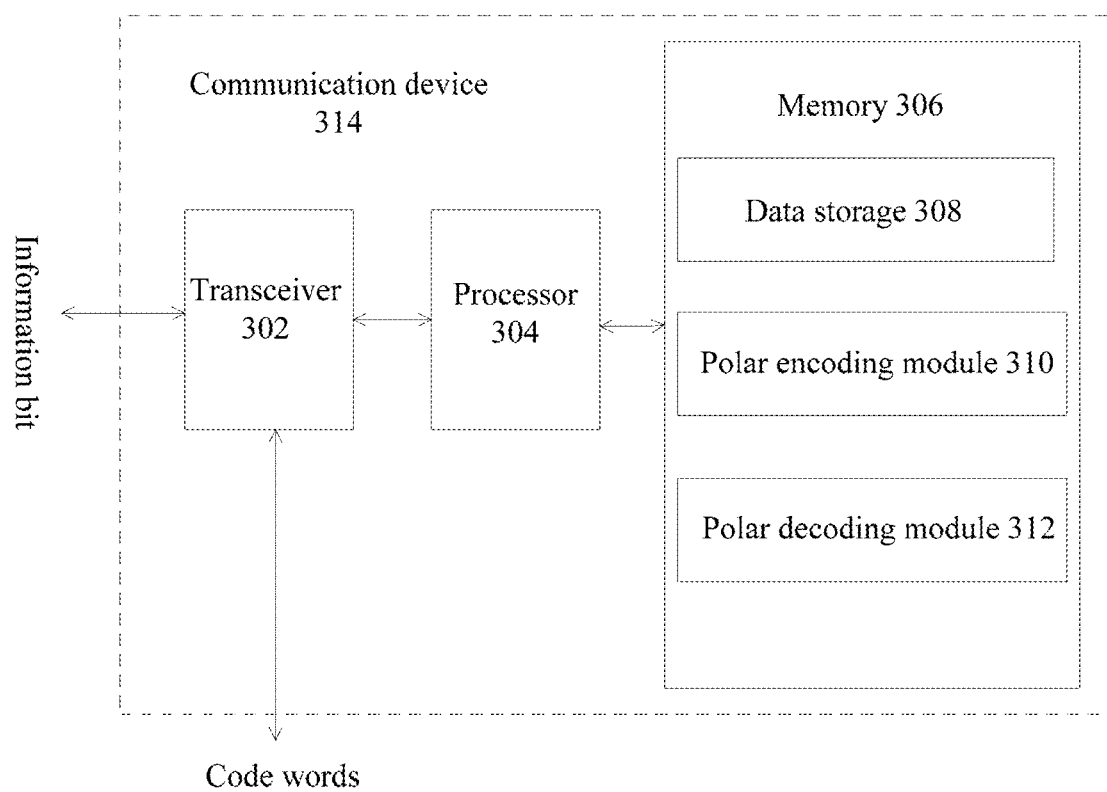 Communication device
314
Memory 306
Data storage 308
Information bit
Transceiver
302
Processor
304
Polar encoding module 310
Polar decoding module 312
Code words